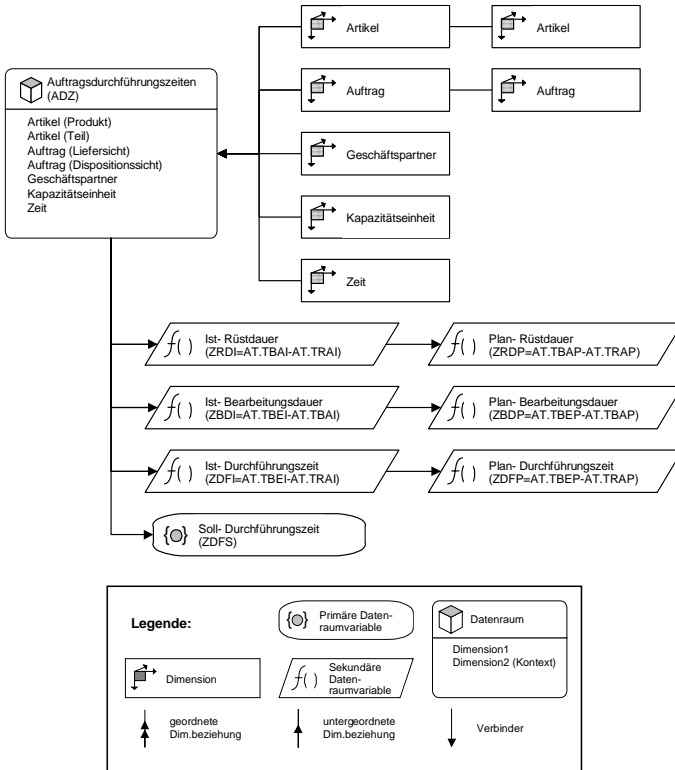 Artikel
Artikel
Auftragsdurchführungszeiten
(ADZ)
Artikel (Produkt)
Artikel (Teil)
Auftrag (Liefersicht)
Auftrag (Dispositionssicht)
Geschäftspartner
Kapazitätseinheit
Zeit
Auftrag
Auftrag
Geschäftspartner
Kapazitätseinheit
Zeit
f( )
Ist- Rüstdauer
(ZRDI=AT.TBAI-AT.TRAI)
f( )
Plan- Rüstdauer
(ZRDP=AT.TBAP-AT.TRAP)
f( )
Ist- Bearbeitungsdauer
(ZBDI=AT.TBEI-AT.TBAI)
f( )
Plan- Bearbeitungsdauer
(ZBDP=AT.TBEP-AT.TBAP)
f( )
Ist- Durchführungszeit
(ZDFI=AT.TBEI-AT.TRAI)
f( )
Plan- Durchführungszeit
(ZDFP=AT.TBEP-AT.TRAP)
{○}
Soll- Durchführungszeit
(ZDFS)
Legende:
{○}
Primäre Daten-
raumvariable
Datenraum
Dimension1
Dimension2 (Kontext)
Dimension
f( )
Sekundäre
Daten-
raumvariable
geordnete
Dim.beziehung
untergeordnete
Dim.beziehung
Verbinder